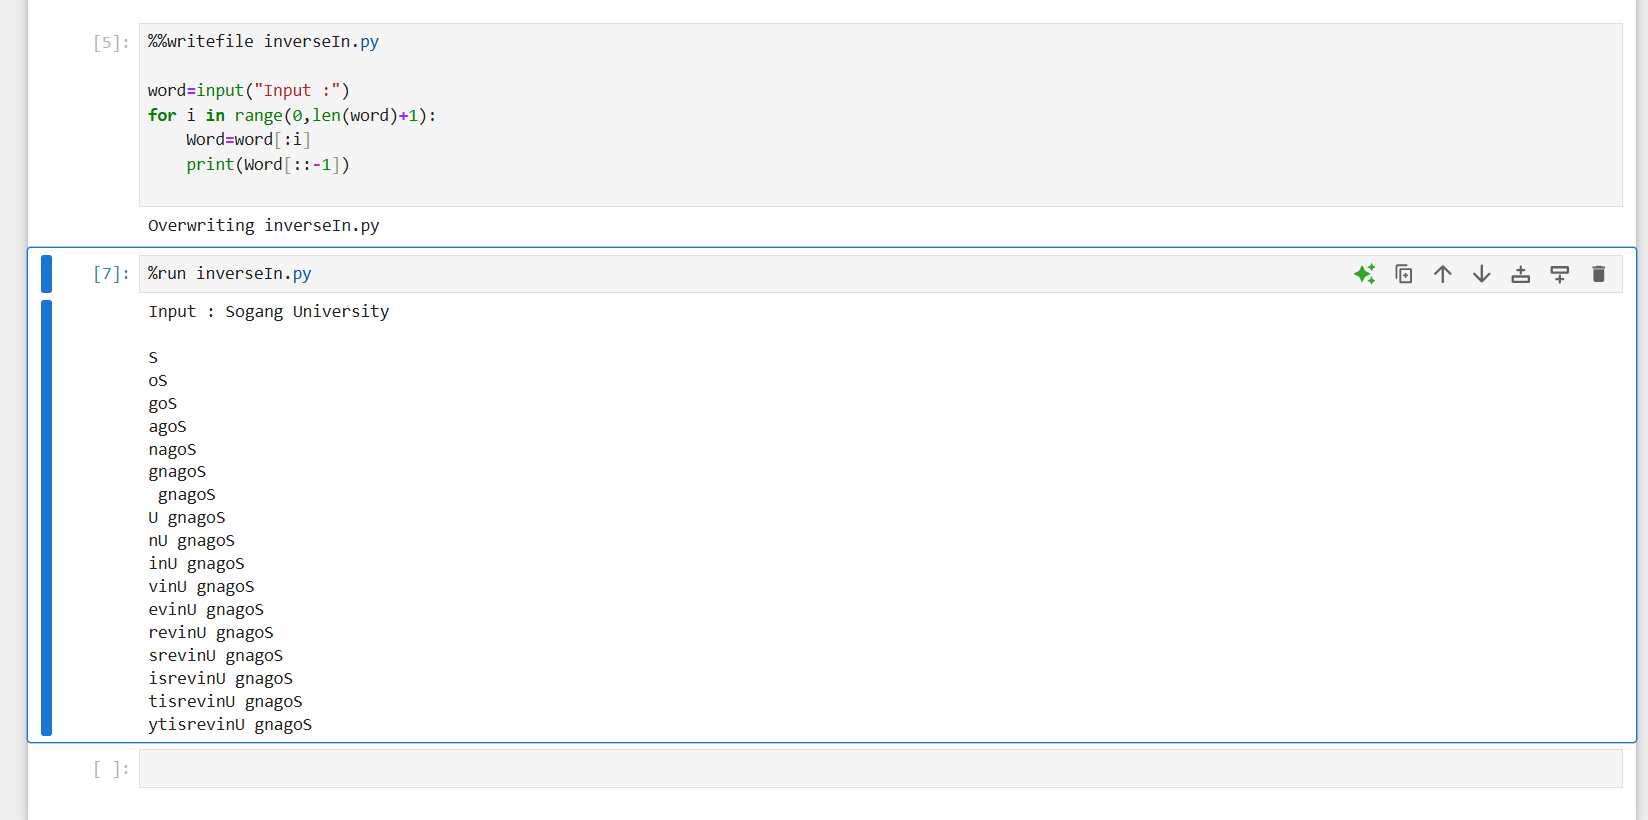 [5]: %%writefile inverseIn.py
word=input("Input :")
for i in range(0,len(word)+1):
    Word=word[:i]
    print(Word[::-1])
Overwriting inverseIn.py
[7]: %run inverseIn.py
Input : Sogang University
S
oS
goS
agoS
nagoS
gnagoS
 gnagoS
U gnagoS
nU gnagoS
inU gnagoS
vinU gnagoS
evinU gnagoS
revinU gnagoS
srevinU gnagoS
isrevinU gnagoS
tisrevinU gnagoS
ytisrevinU gnagoS
[ ]: